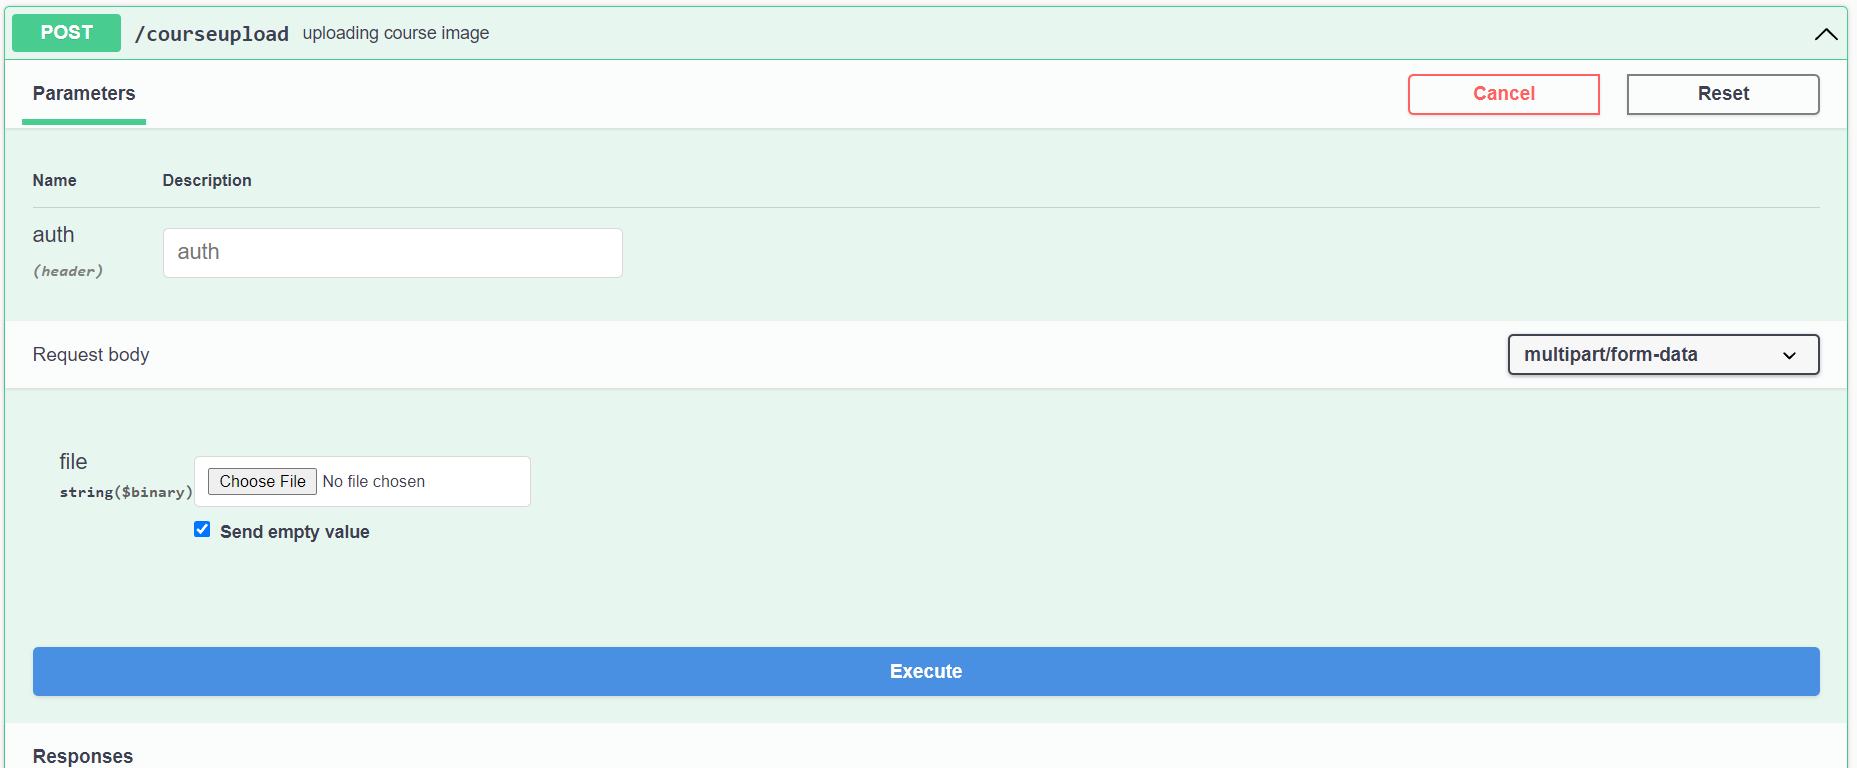 POST /courseupload uploading course image
Parameters
Cancel
Reset
Name Description
auth
(header)
auth
Request body
multipart/form-data
file
string($binary)
Choose File No file chosen
Send empty value
Execute
Responses